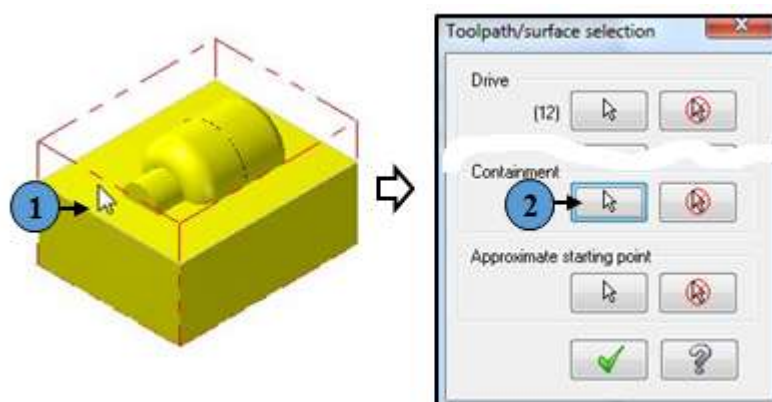 Toolpath/surface selection
Drive
(12)
Containment
1
2
Approximate starting point